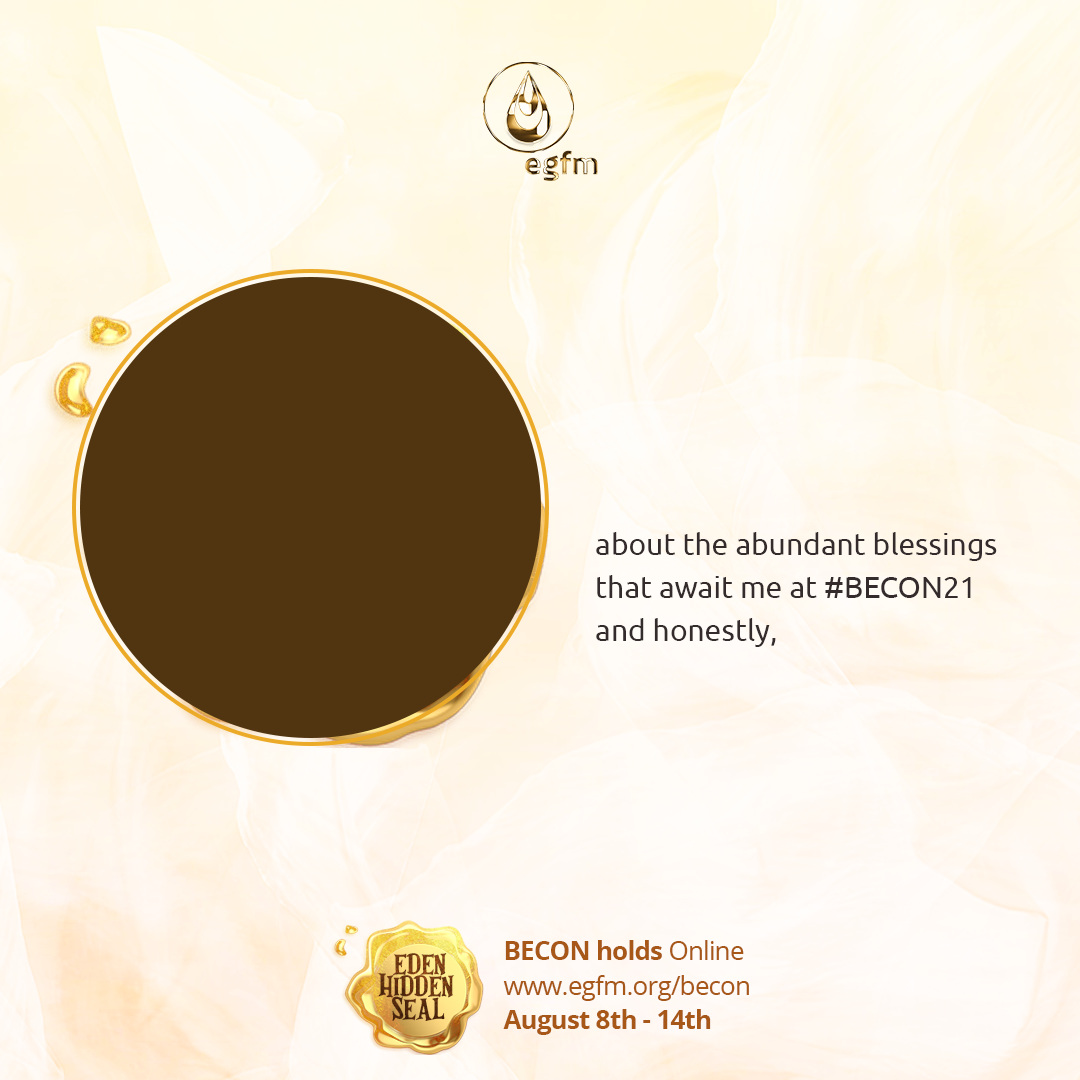 egfm
about the abundant blessings
that await me at #BECON21
and honestly,
EDEN
HIDDEN
SEAL
BECON holds Online
www.egfm.org/becon
August 8th - 14th